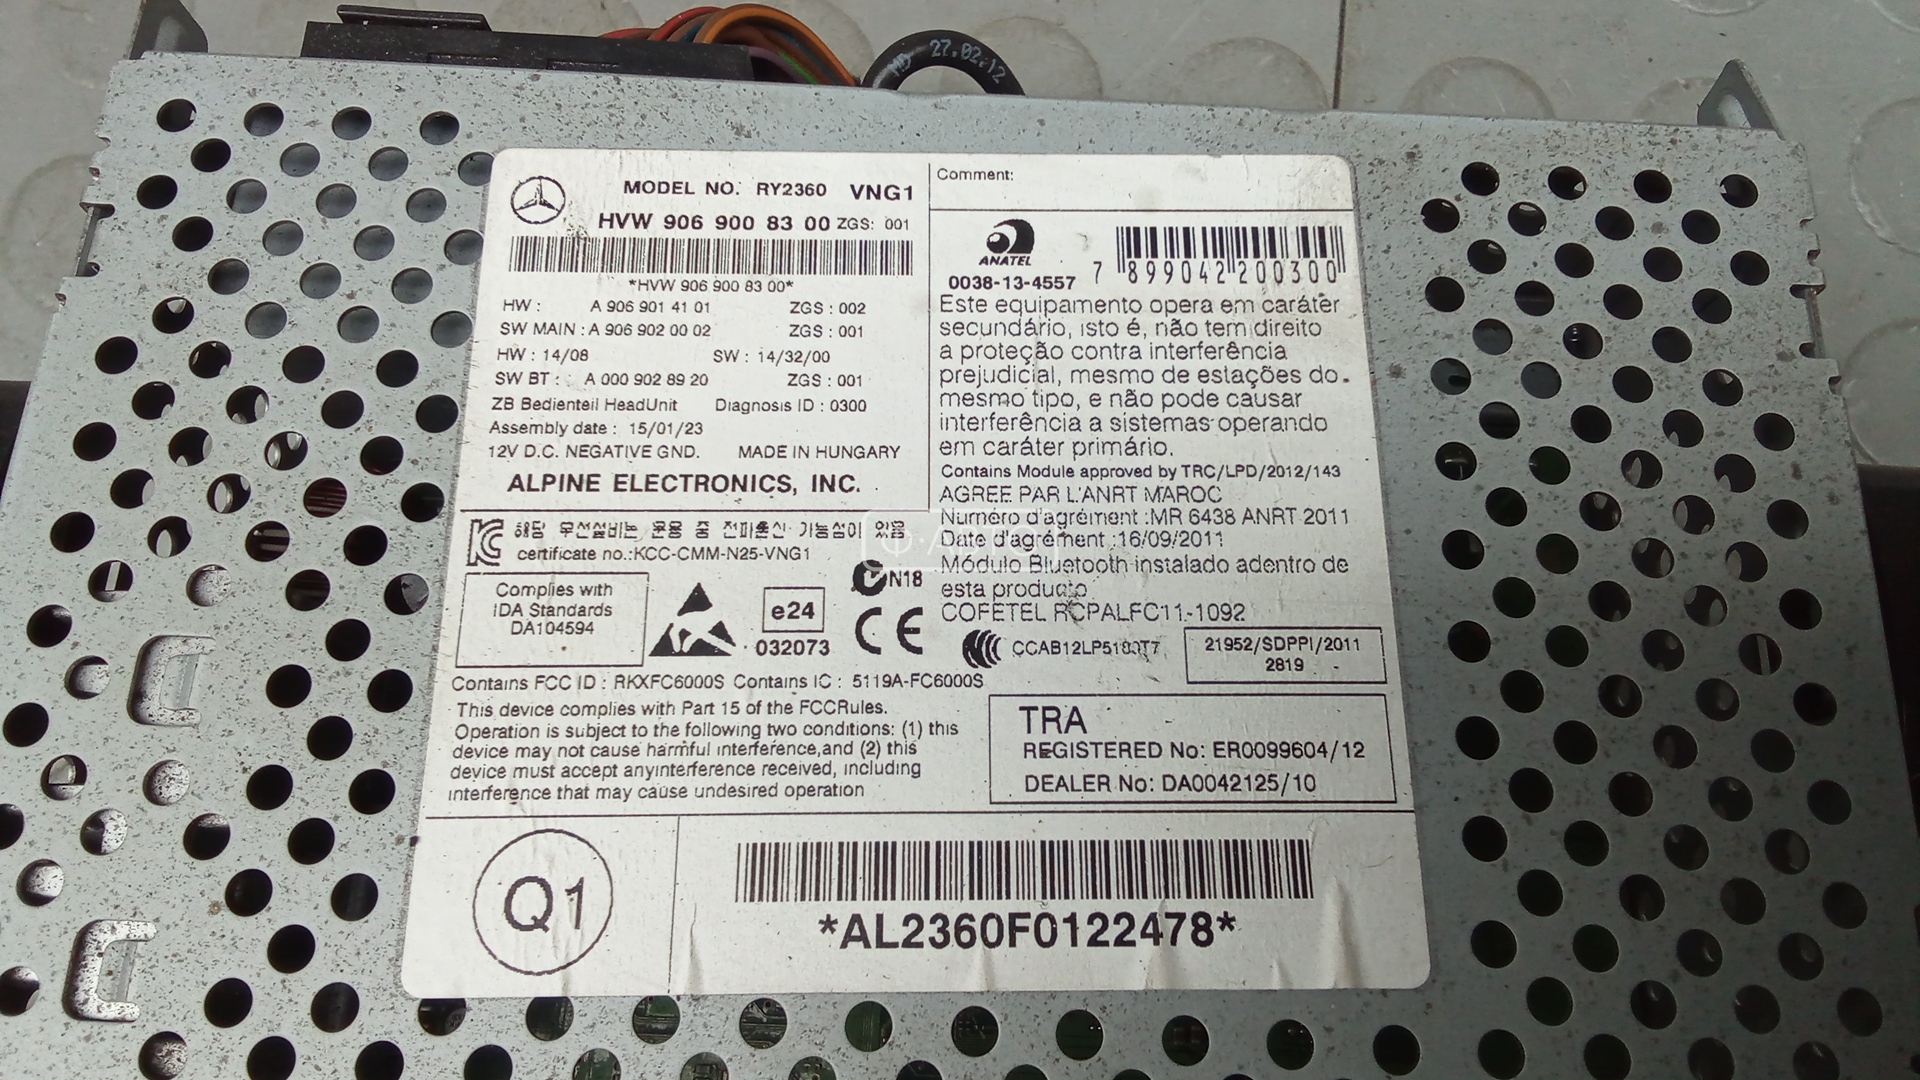 MD 27.02.12
MODEL NO. RY2360 VNG1
HVW 906 900 83 00 ZGS: 001
*HVW 906 900 83 00*
HW : A 906 901 41 01 ZGS : 002
SW MAIN : A 906 902 00 02 ZGS : 001
HW : 14/08 SW : 14/32/00
SW BT : A 000 902 89 20 ZGS : 001
ZB Bedienteil HeadUnit Diagnosis ID : 0300
Assembly date : 15/01/23
12V D.C. NEGATIVE GND. MADE IN HUNGARY
ALPINE ELECTRONICS, INC.
해당 무선설비는 운용 중 전파혼신 가능성이 있음
certificate no.:KCC-CMM-N25-VNG1
Complies with
IDA Standards
DA104594
e24
032073
N18
CE
Contains FCC ID : RKXFC6000S Contains IC : 5119A-FC6000S
This device complies with Part 15 of the FCCRules.
Operation is subject to the following two conditions: (1) this
device may not cause harmful interference,and (2) this
device must accept anyinterference received, including
interference that may cause undesired operation
Comment:
ANATEL
0038-13-4557
7 899042 200300
Este equipamento opera em caráter
secundário, isto é, não tem direito
a proteção contra interferência
prejudicial, mesmo de estações do
mesmo tipo, e não pode causar
interferência a sistemas operando
em caráter primário.
Contains Module approved by TRC/LPD/2012/143
AGREE PAR L'ANRT MAROC
Numéro d'agrément :MR 6438 ANRT 2011
Date d'agrément :16/09/2011
Módulo Bluetooth instalado adentro de
esta producto
COFETEL RCPALFC11-1092
CCAB12LP5180T7
21952/SDPPI/2011
2819
TRA
REGISTERED No: ER0099604/12
DEALER No: DA0042125/10
Q1
*AL2360F0122478*